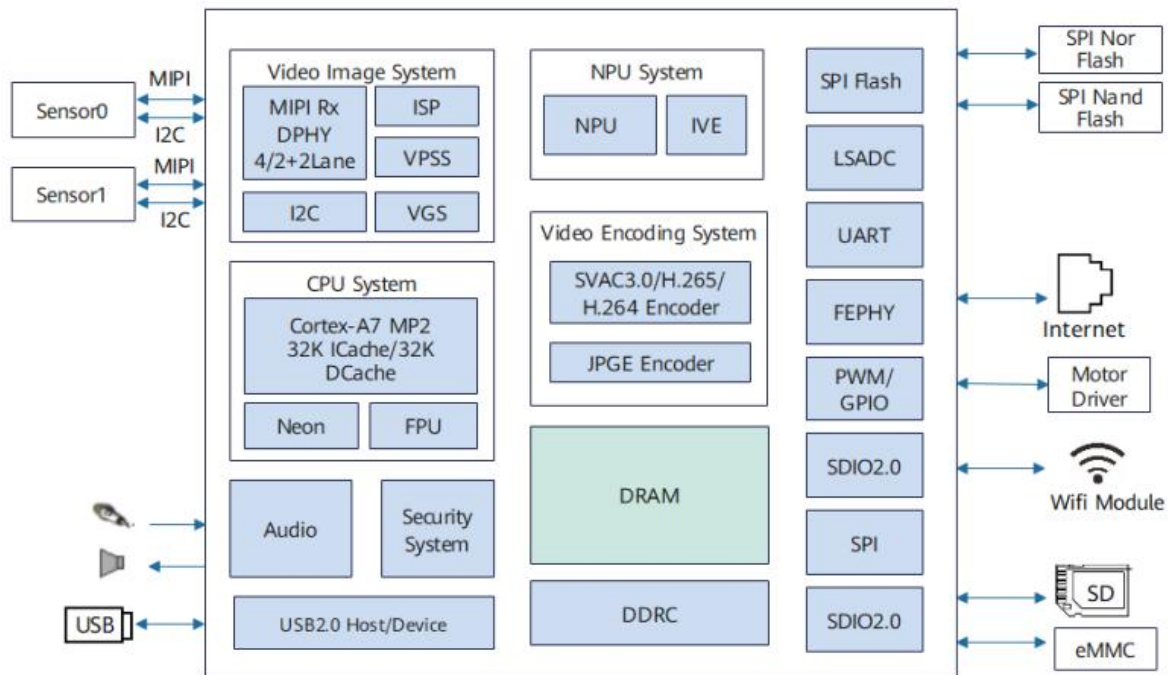 MIPI
Sensor0
I2C
MIPI
Sensor1
I2C
USB
Video Image System
MIPI Rx
DPHY
4/2+2Lane
ISP
VPSS
I2C
VGS
CPU System
Cortex-A7 MP2
32K ICache/32K
DCache
Neon
FPU
Audio
Security
System
USB2.0 Host/Device
NPU System
NPU
IVE
Video Encoding System
SVAC3.0/H.265/
H.264 Encoder
JPGE Encoder
DRAM
DDRC
SPI Flash
LSADC
UART
FEPHY
PWM/
GPIO
SDIO2.0
SPI
SDIO2.0
SPI Nor
Flash
SPI Nand
Flash
Internet
Motor
Driver
Wifi Module
SD
eMMC